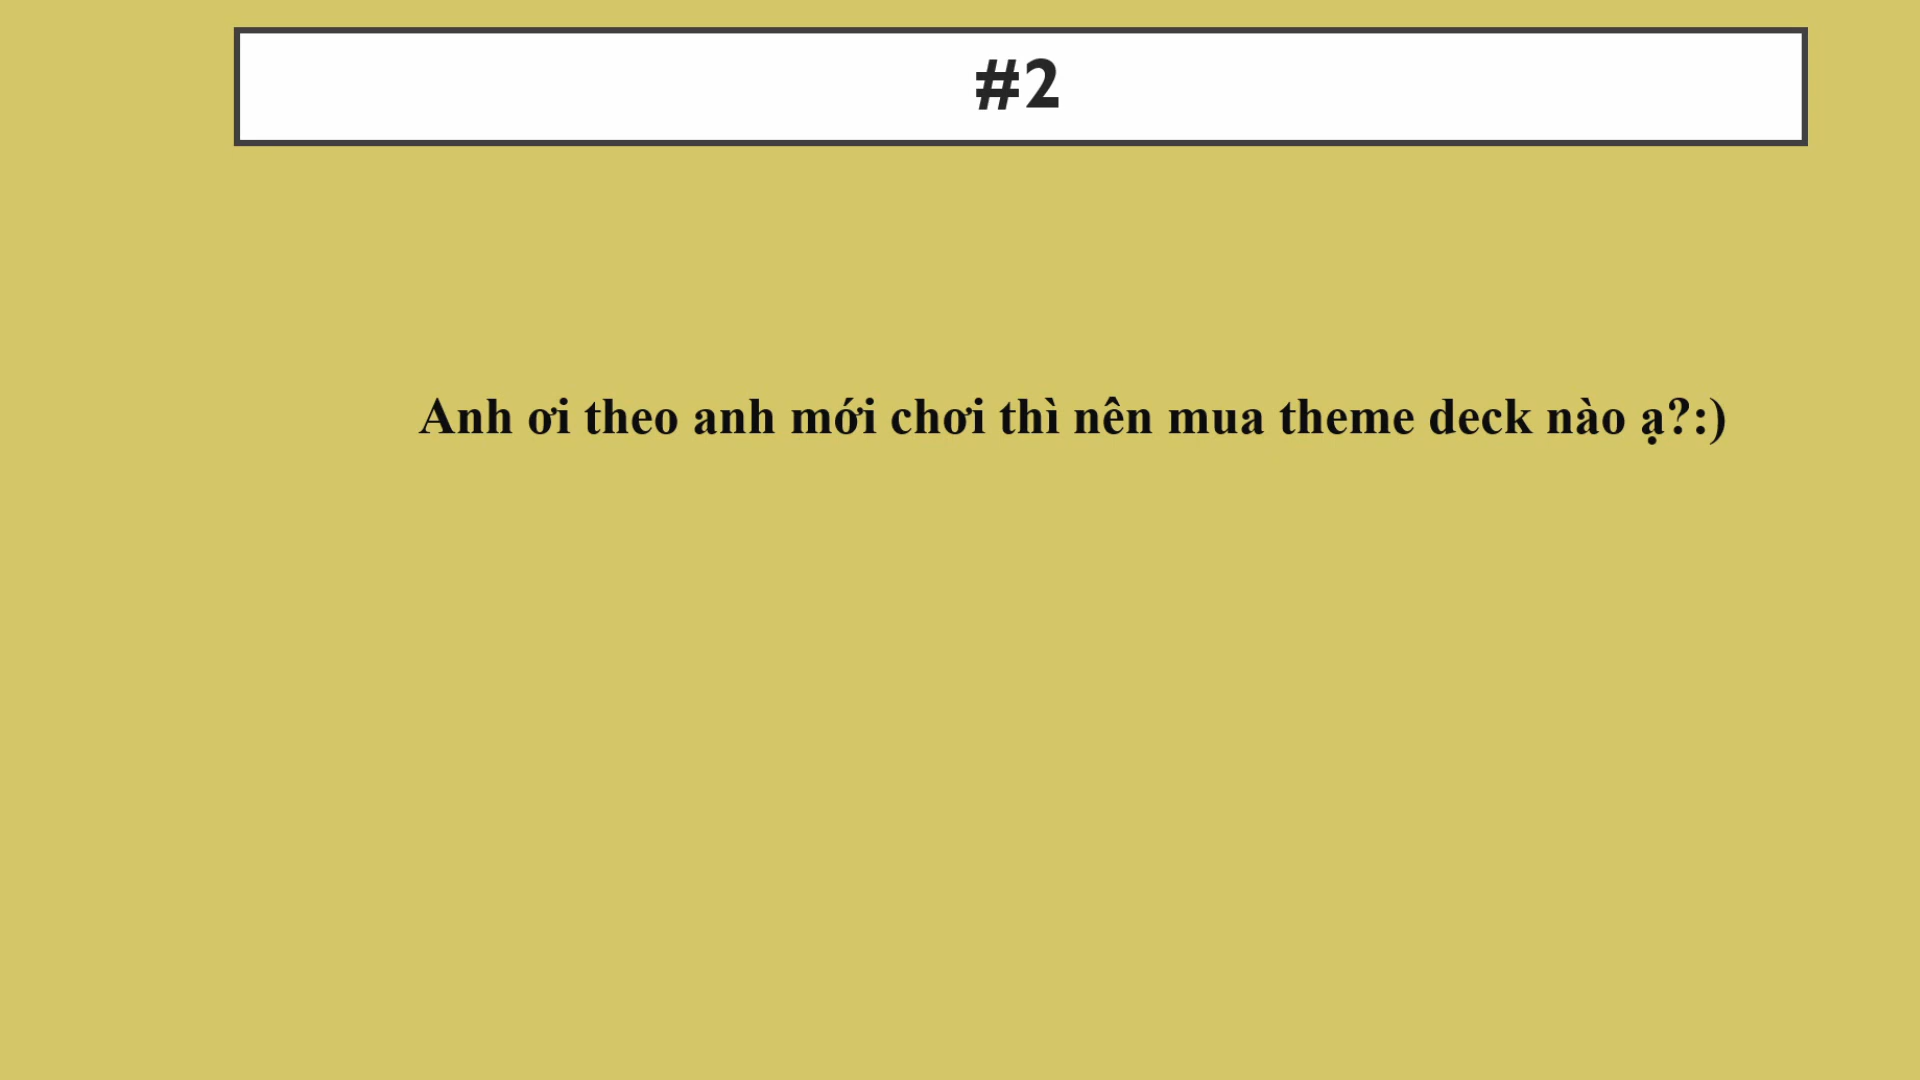 #2
Anh ơi theo anh mới chơi thì nên mua theme deck nào ạ?:)